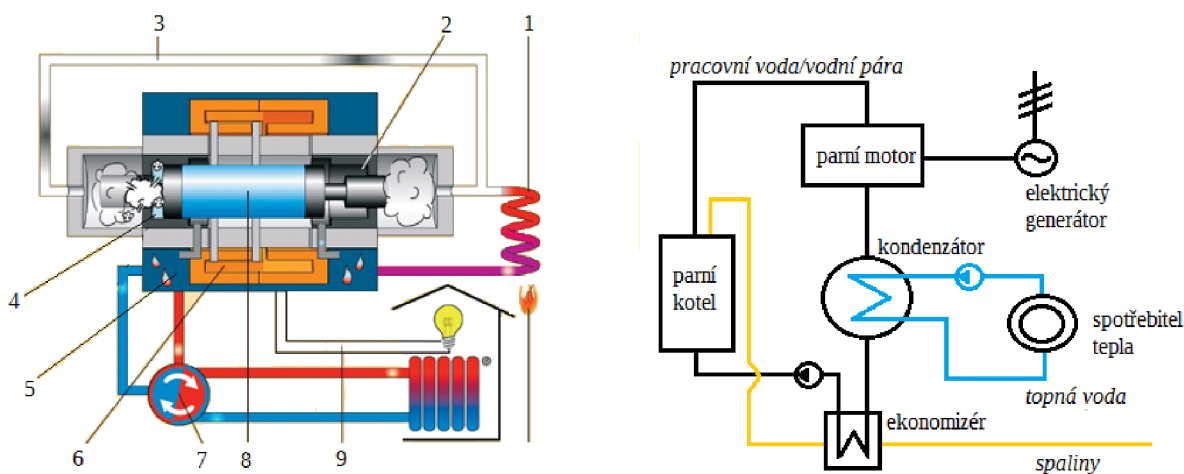 3
2
1
4
5
6
7
8
9
pracovní voda/vodní pára
parní motor
elektrický
generátor
kondenzátor
parní
kotel
spotřebitel
tepla
topná voda
ekonomizér
spaliny